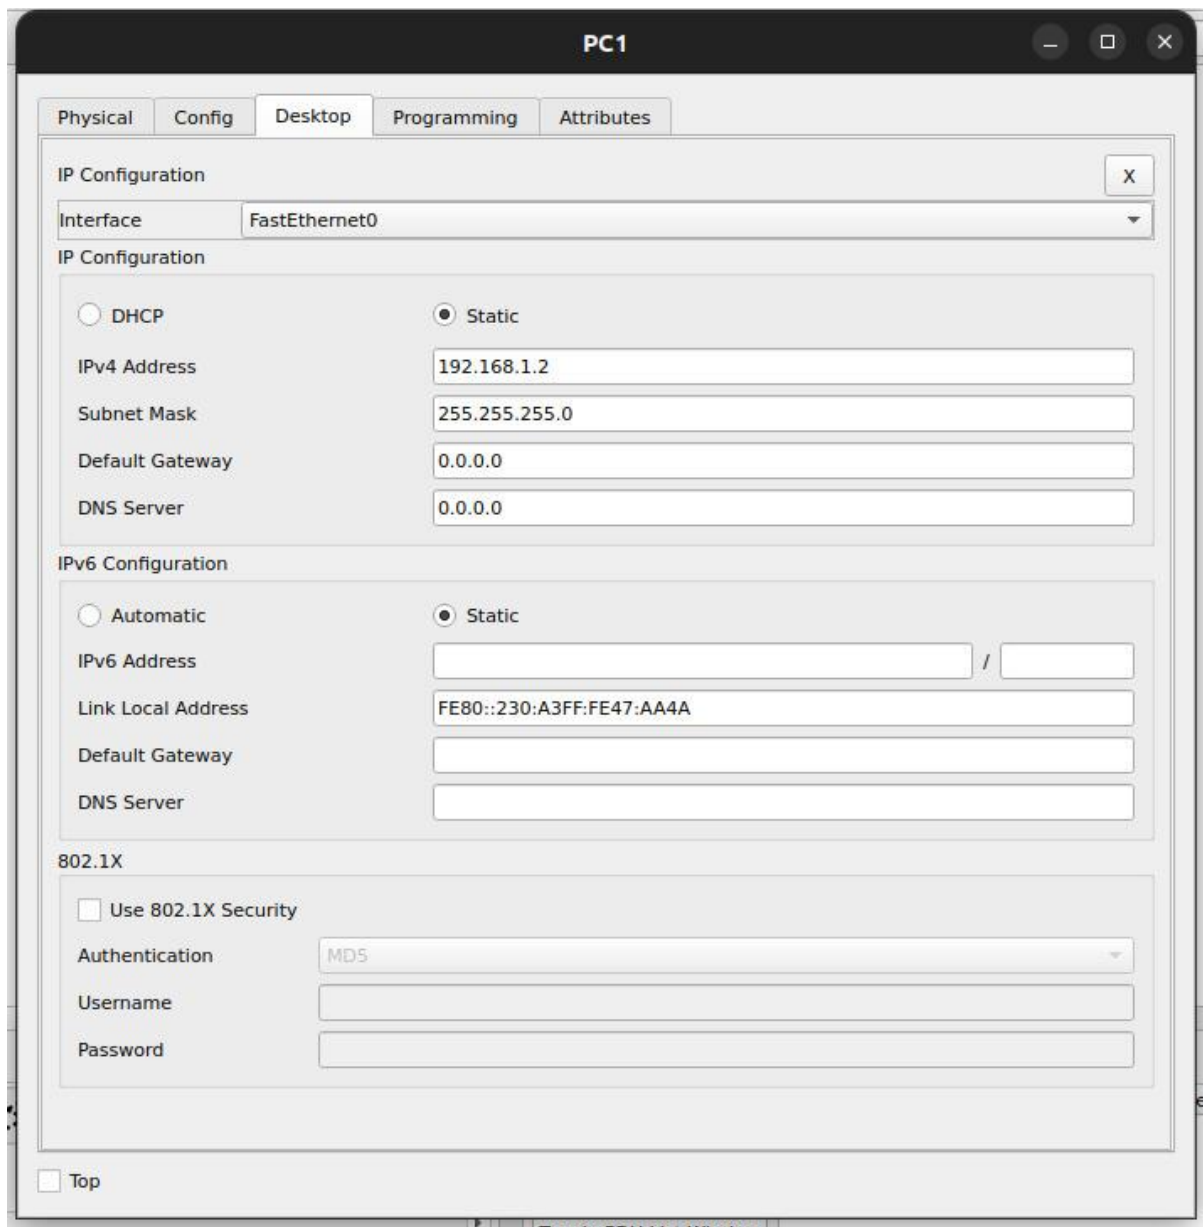 PC1
Physical Config Desktop Programming Attributes
IP Configuration X
Interface FastEthernet0
IP Configuration
DHCP Static
IPv4 Address 192.168.1.2
Subnet Mask 255.255.255.0
Default Gateway 0.0.0.0
DNS Server 0.0.0.0
IPv6 Configuration
Automatic Static
IPv6 Address /
Link Local Address FE80::230:A3FF:FE47:AA4A
Default Gateway
DNS Server
802.1X
Use 802.1X Security
Authentication MD5
Username
Password
Top